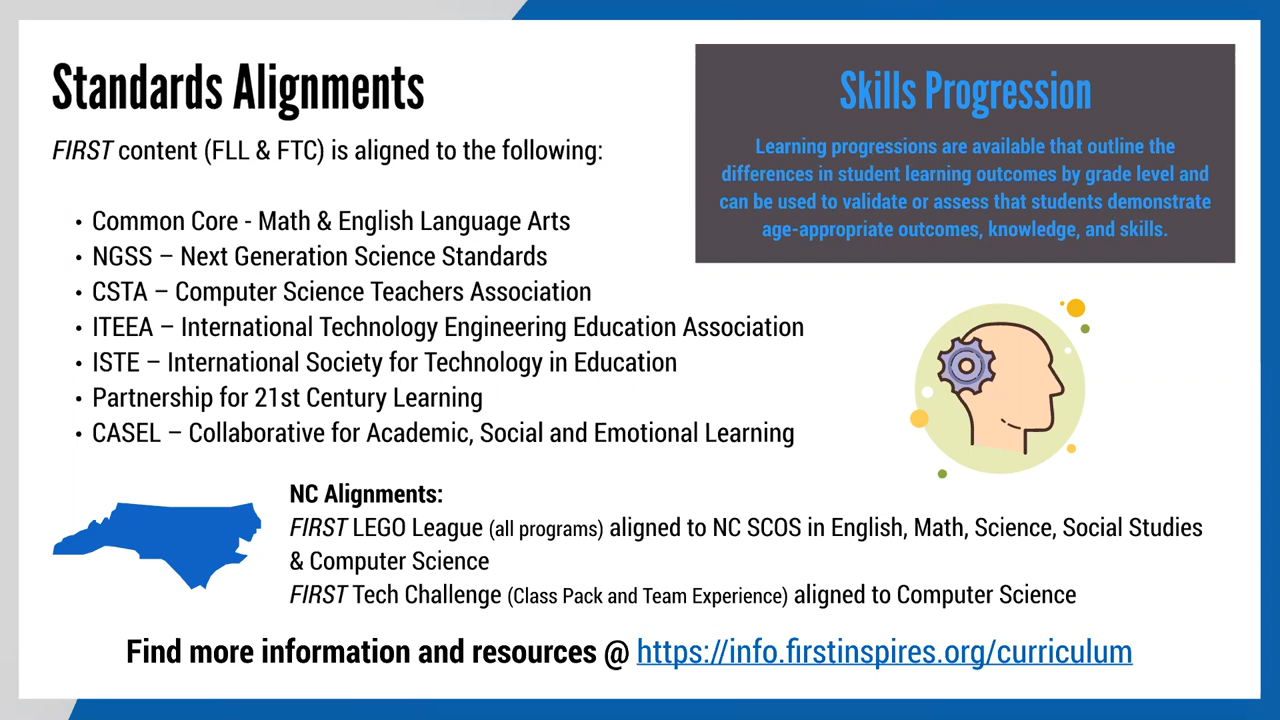 Standards Alignments
FIRST content (FLL & FTC) is aligned to the following:
• Common Core - Math & English Language Arts
• NGSS – Next Generation Science Standards
• CSTA – Computer Science Teachers Association
• ITEEA – International Technology Engineering Education Association
• ISTE – International Society for Technology in Education
• Partnership for 21st Century Learning
• CASEL – Collaborative for Academic, Social and Emotional Learning
Skills Progression
Learning progressions are available that outline the
differences in student learning outcomes by grade level and
can be used to validate or assess that students demonstrate
age-appropriate outcomes, knowledge, and skills.
NC Alignments:
FIRST LEGO League (all programs) aligned to NC SCOS in English, Math, Science, Social Studies
& Computer Science
FIRST Tech Challenge (Class Pack and Team Experience) aligned to Computer Science
Find more information and resources @ https://info.firstinspires.org/curriculum